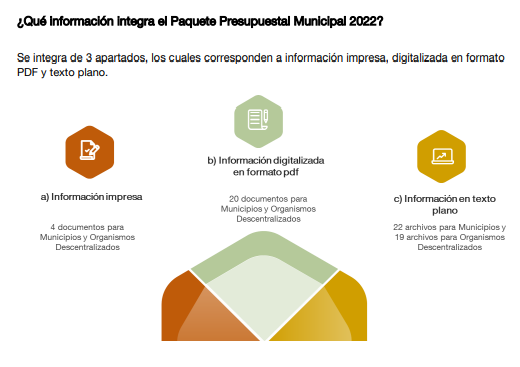 ¿Qué información integra el Paquete Presupuestal Municipal 2022?
Se integra de 3 apartados, los cuales corresponden a información impresa, digitalizada en formato
PDF y texto plano.
b) Información digitalizada
en formato pdf
20 documentos para
Municipios y Organismos
Descentralizados
a) Información impresa
4 documentos para
Municipios y Organismos
Descentralizados
c) Información en texto
plano
22 archivos para Municipios y
19 archivos para Organismos
Descentralizados